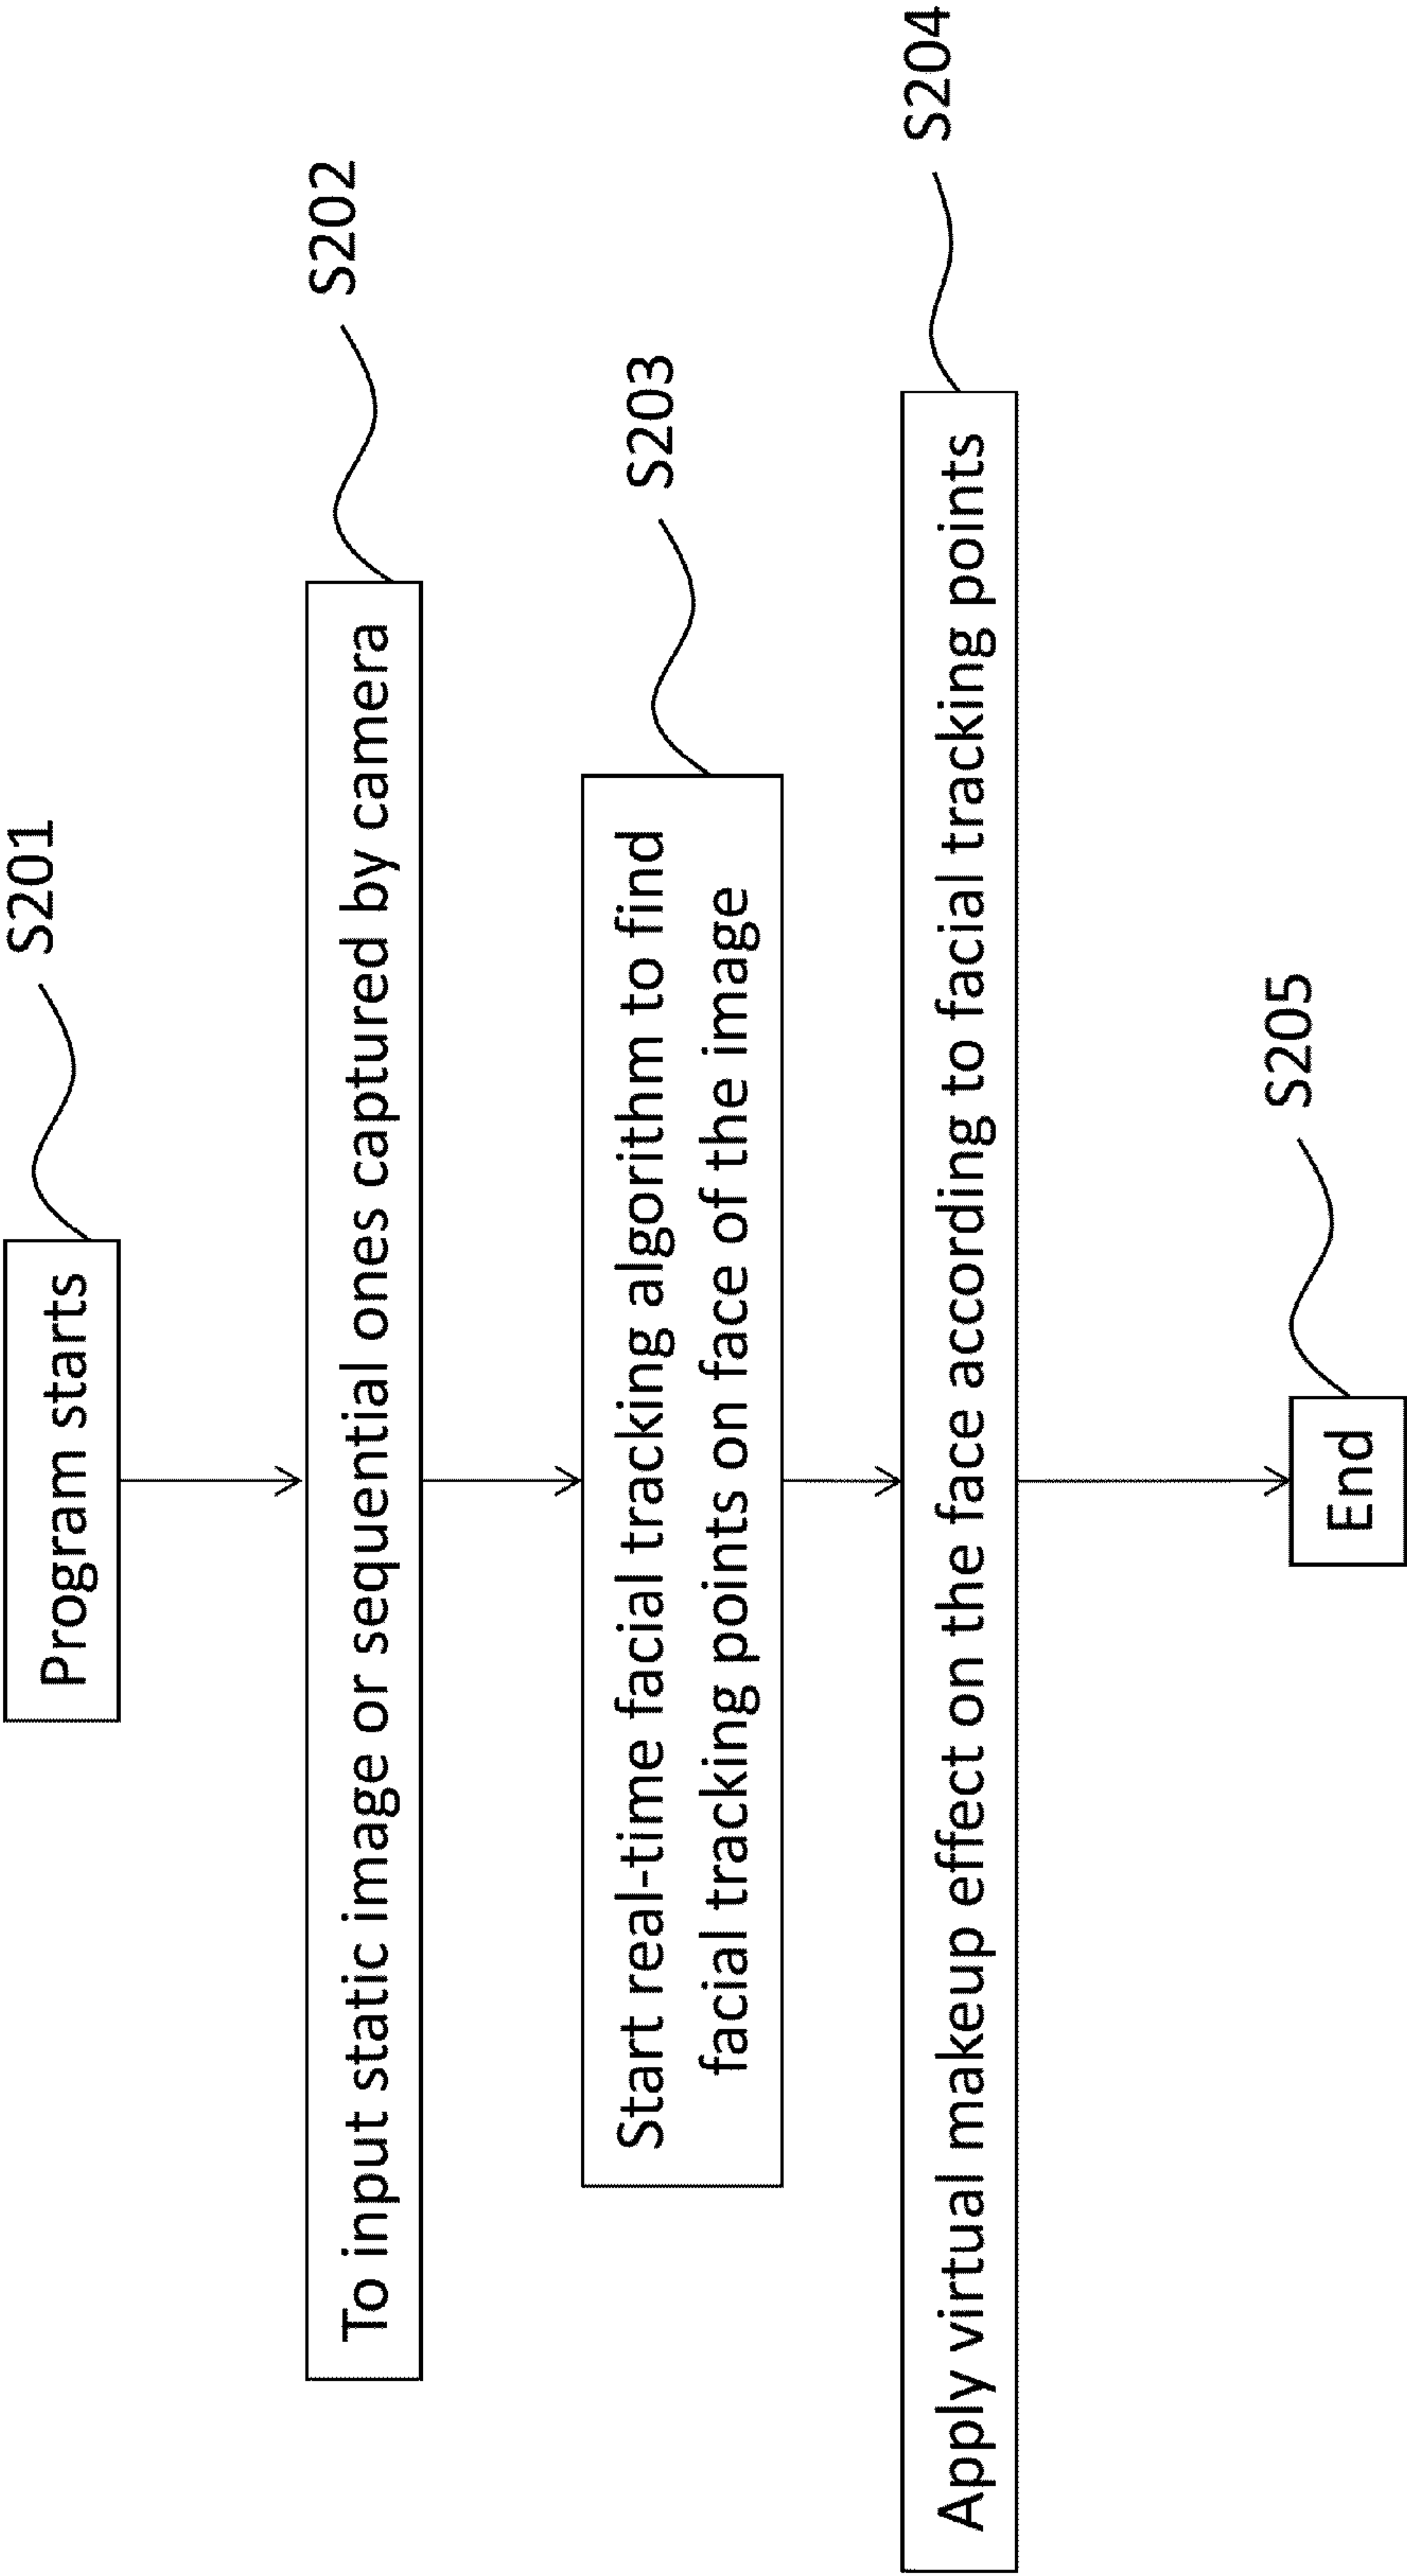 Program starts
S201
To input static image or sequential ones captured by camera
S202
Start real-time facial tracking algorithm to find
facial tracking points on face of the image
S203
Apply virtual makeup effect on the face according to facial tracking points
S204
End
S205